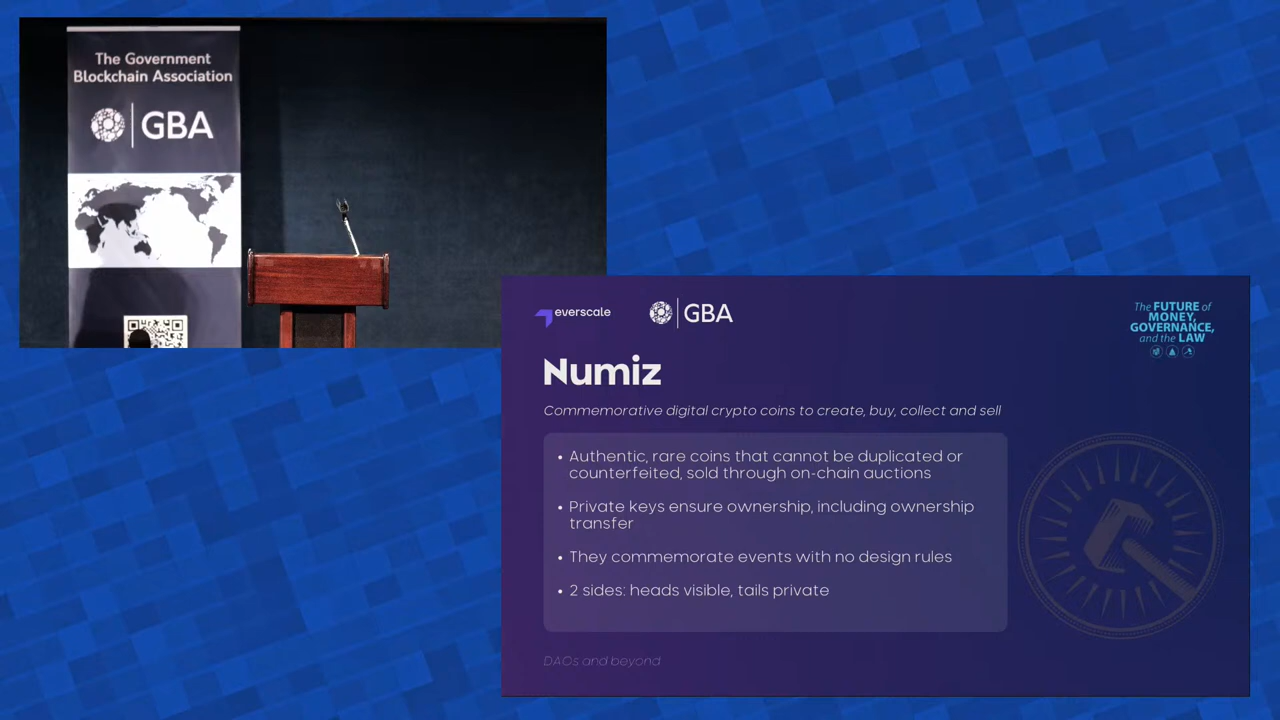 The Government
Blockchain Association
GBA
everscale
GBA
The FUTURE of
MONEY,
GOVERNANCE,
and the LAW
Numiz
Commemorative digital crypto coins to create, buy, collect and sell
• Authentic, rare coins that cannot be duplicated or
counterfeited, sold through on-chain auctions
• Private keys ensure ownership, including ownership
transfer
• They commemorate events with no design rules
• 2 sides: heads visible, tails private
DAOs and beyond